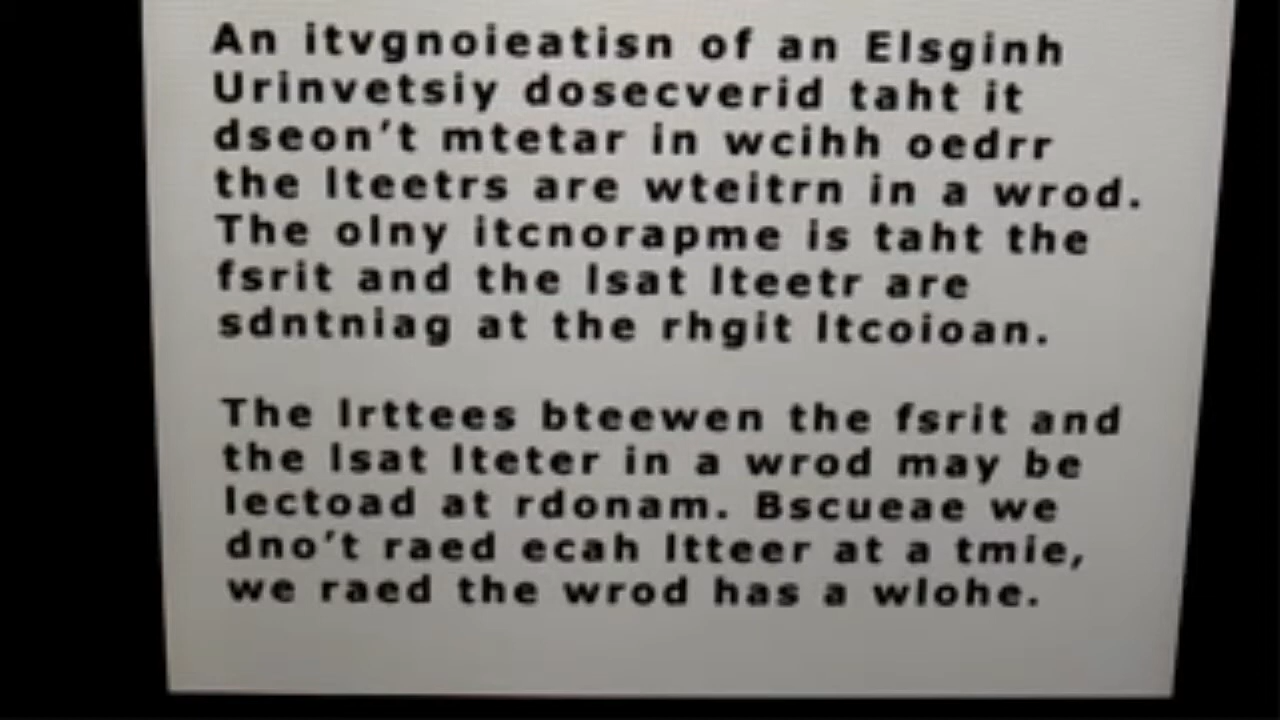 An itvgnoieatisn of an Elsginh
Urinvetsiy dosecverid taht it
dseon’t mtetar in wcihh oedrr
the lteetrs are wteitrn in a wrod.
The olny itcnorapme is taht the
fsrit and the lsat lteetr are
sdntniag at the rhgit ltcoioan.
The lrttees bteewen the fsrit and
the lsat lteter in a wrod may be
lectoad at rdonam. Bscueae we
dno’t raed ecah ltteer at a tmie,
we raed the wrod has a wlohe.